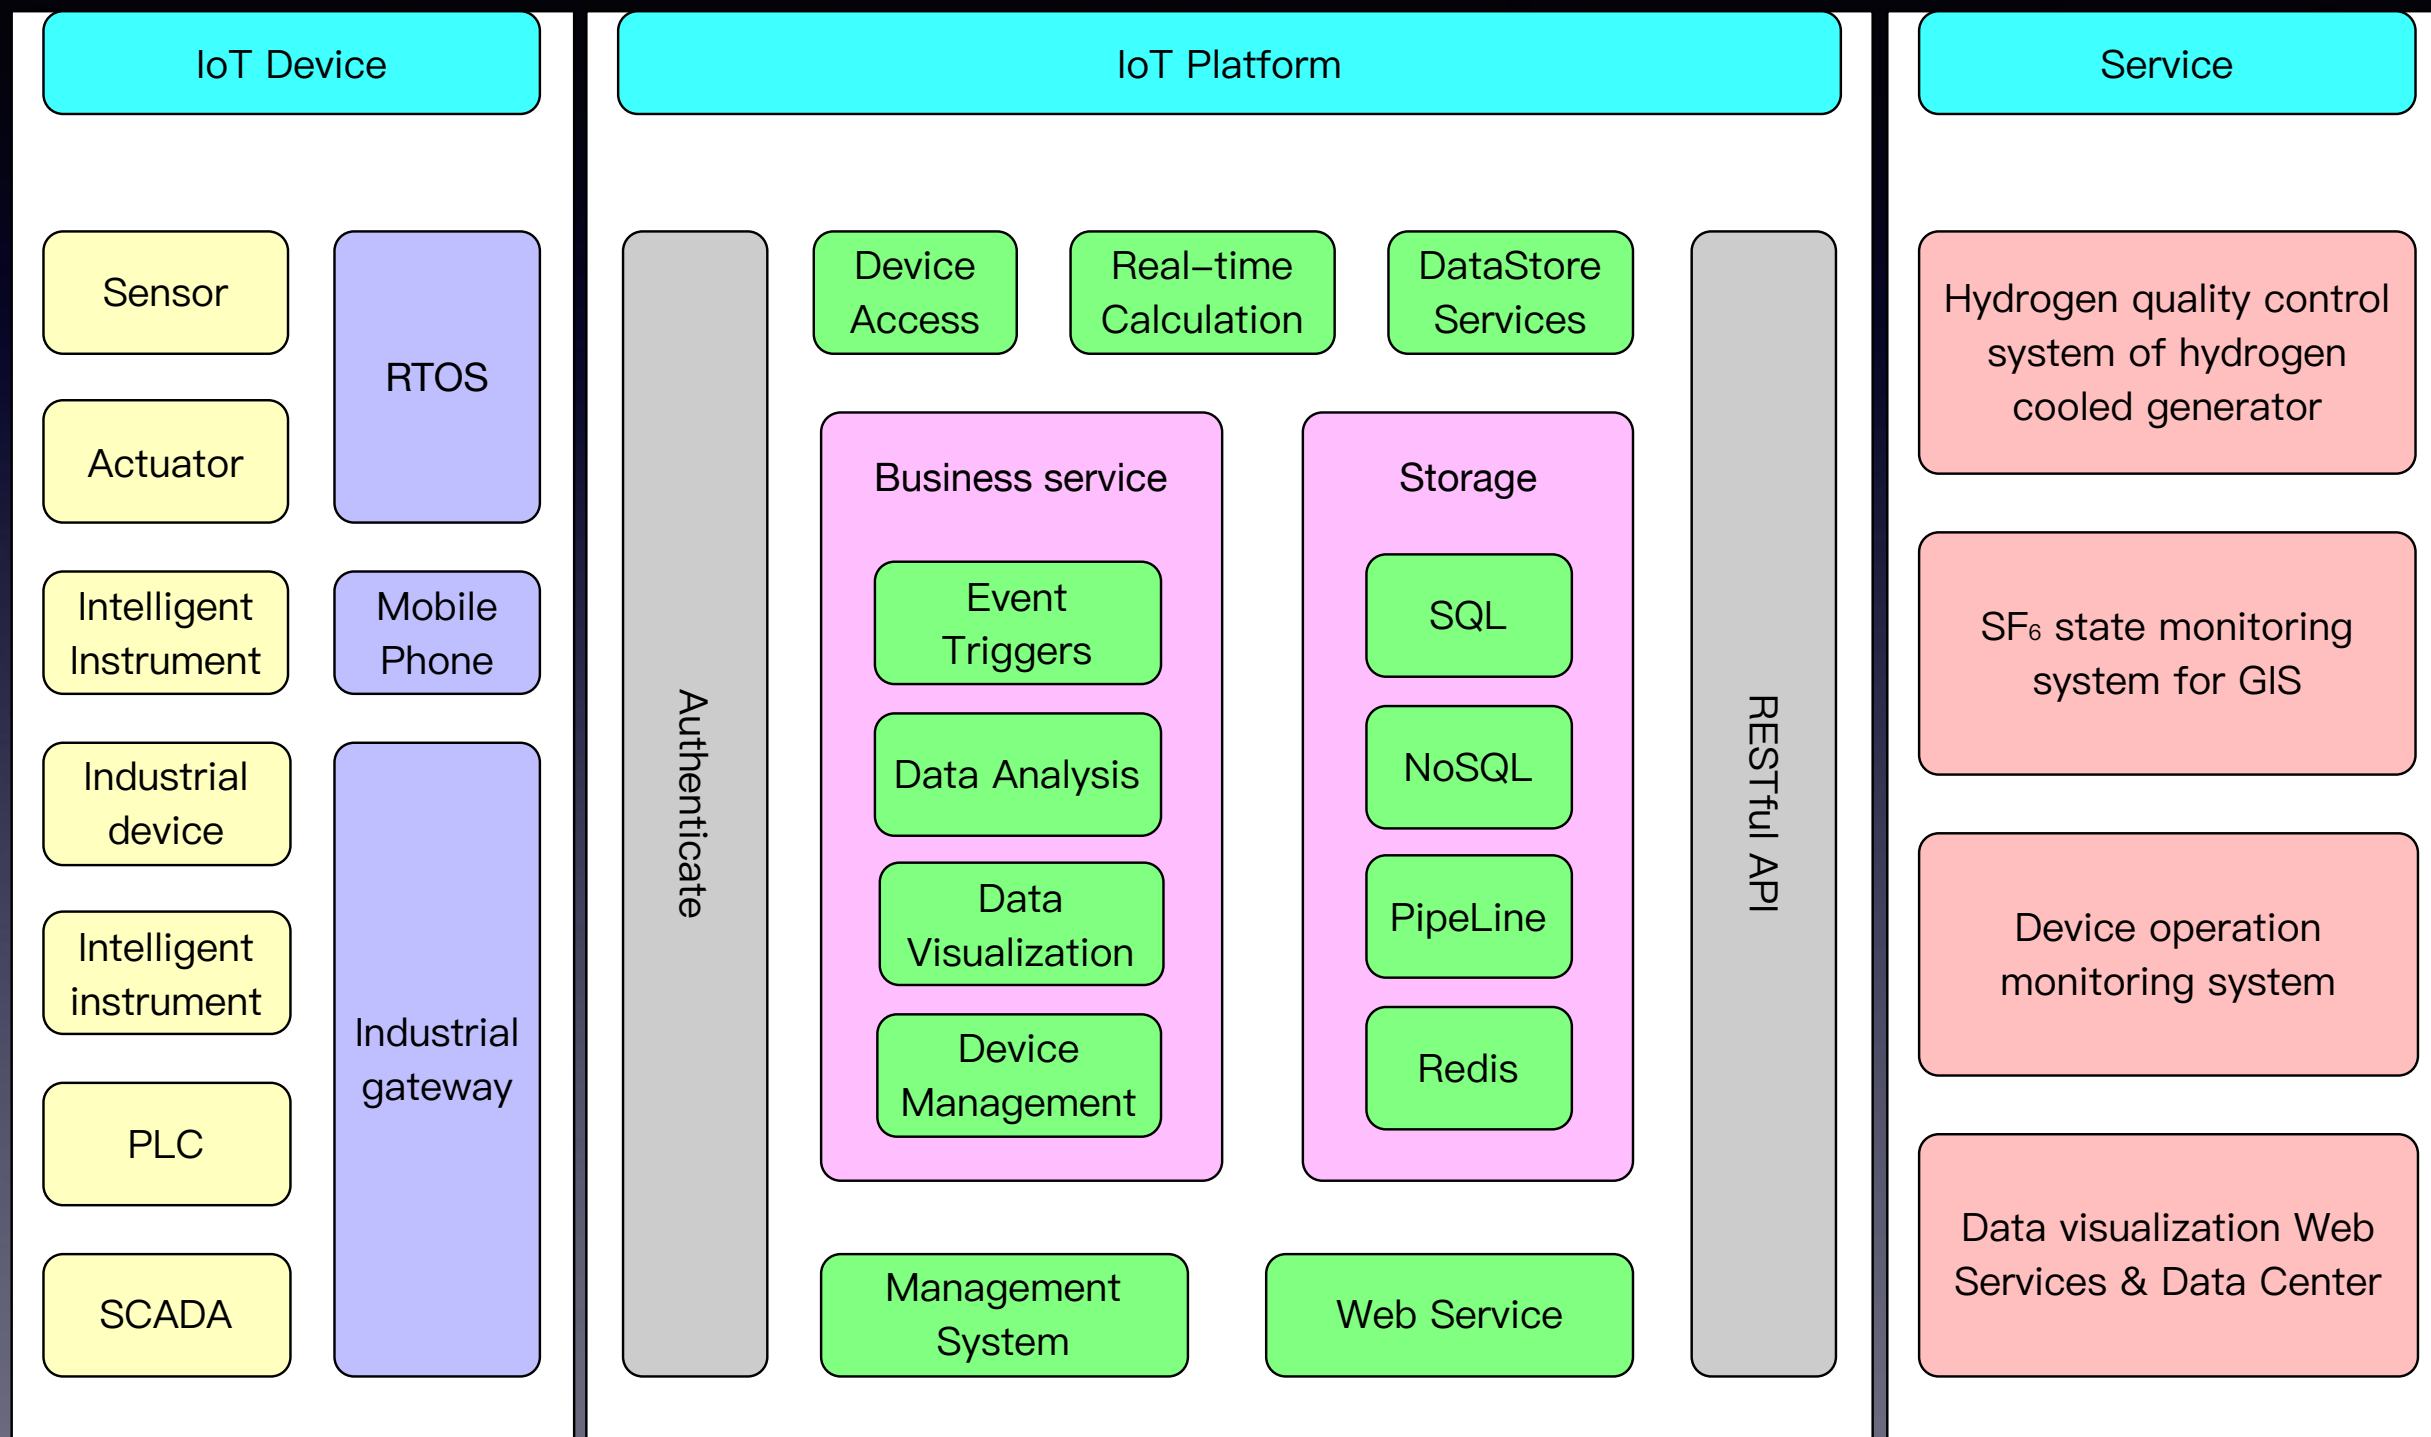 IoT Device
Sensor
Actuator
Intelligent
Instrument
Industrial
device
Intelligent
instrument
PLC
SCADA
RTOS
Mobile
Phone
Industrial
gateway
IoT Platform
Authenticate
Device
Access
Real–time
Calculation
DataStore
Services
Business service
Event
Triggers
Data Analysis
Data
Visualization
Device
Management
Storage
SQL
NoSQL
PipeLine
Redis
Management
System
Web Service
RESTful API
Service
Hydrogen quality control
system of hydrogen
cooled generator
SF₆ state monitoring
system for GIS
Device operation
monitoring system
Data visualization Web
Services & Data Center